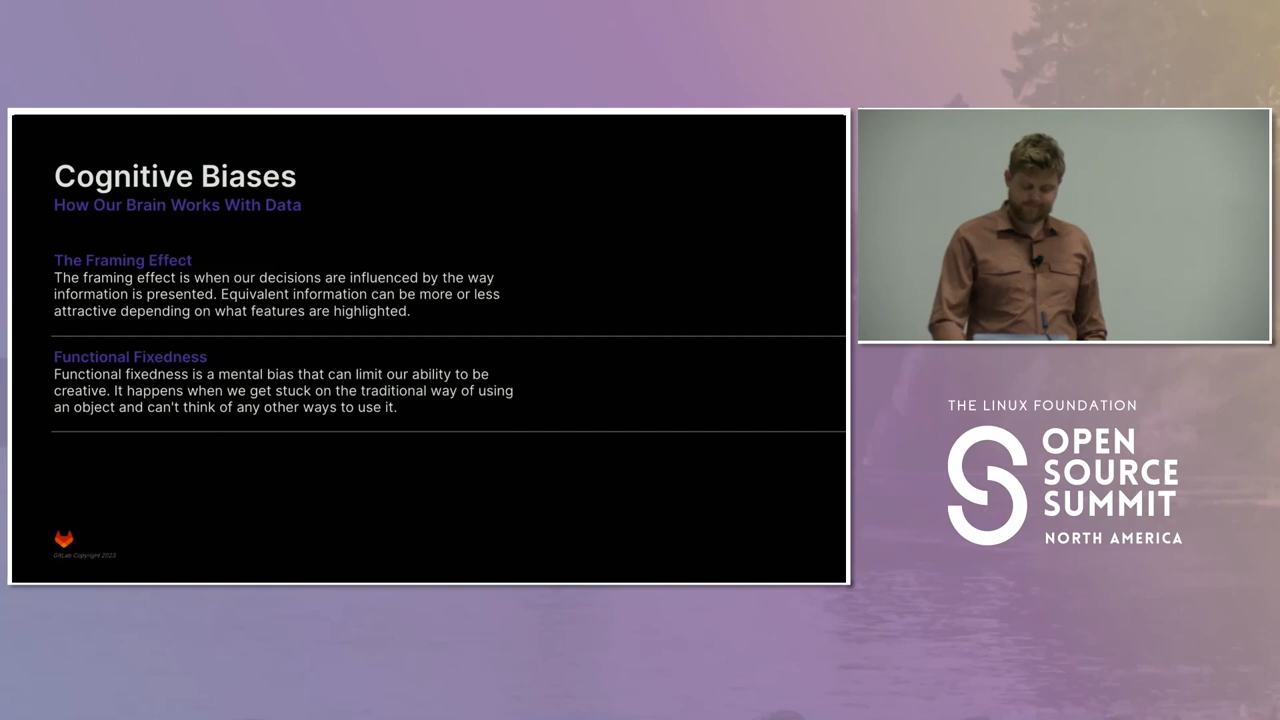 Cognitive Biases
How Our Brain Works With Data
The Framing Effect
The framing effect is when our decisions are influenced by the way
information is presented. Equivalent information can be more or less
attractive depending on what features are highlighted.
Functional Fixedness
Functional fixedness is a mental bias that can limit our ability to be
creative. It happens when we get stuck on the traditional way of using
an object and can't think of any other ways to use it.
GitLab Copyright 2023
THE LINUX FOUNDATION
OPEN
SOURCE
SUMMIT
NORTH AMERICA